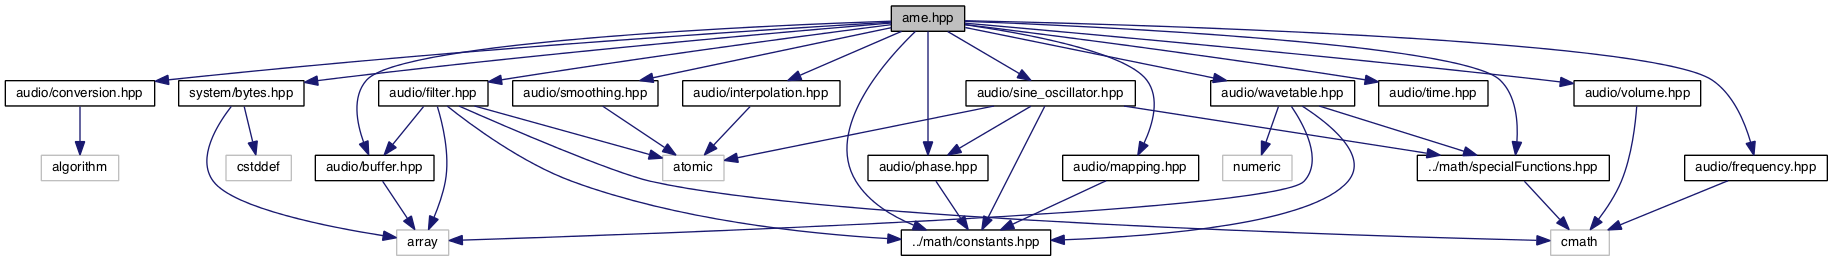 ame.hpp
audio/conversion.hpp
system/bytes.hpp
audio/filter.hpp
audio/smoothing.hpp
audio/interpolation.hpp
audio/sine_oscillator.hpp
audio/wavetable.hpp
audio/time.hpp
audio/volume.hpp
algorithm
cstddef
audio/buffer.hpp
atomic
audio/phase.hpp
audio/mapping.hpp
numeric
../math/specialFunctions.hpp
audio/frequency.hpp
array
../math/constants.hpp
cmath